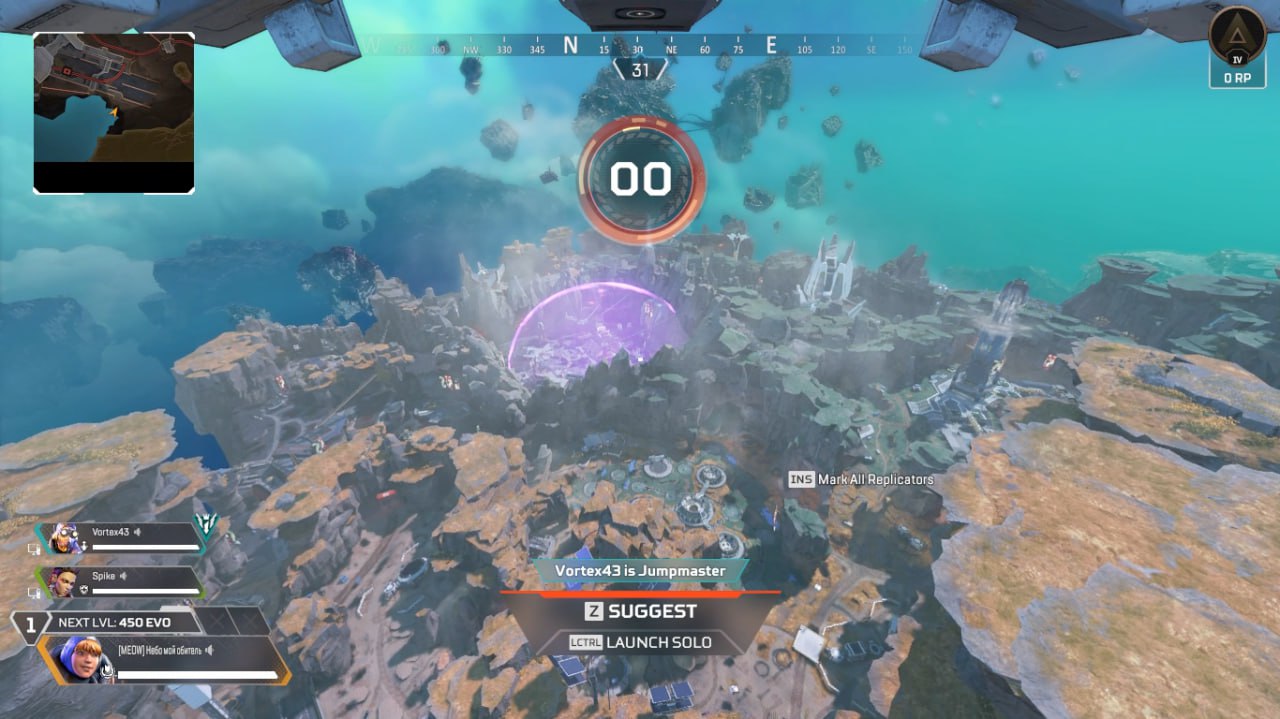 W 300 NW 330 345 N 15 30 NE 60 75 E 105 120 SE 150
31
IV
0 RP
00
INS Mark All Replicators
Vortex43
Vortex43 is Jumpmaster
Spike
Z SUGGEST
1 NEXT LVL: 450 EVO
LCTRL LAUNCH SOLO
[MEOW] Небо мой обитель